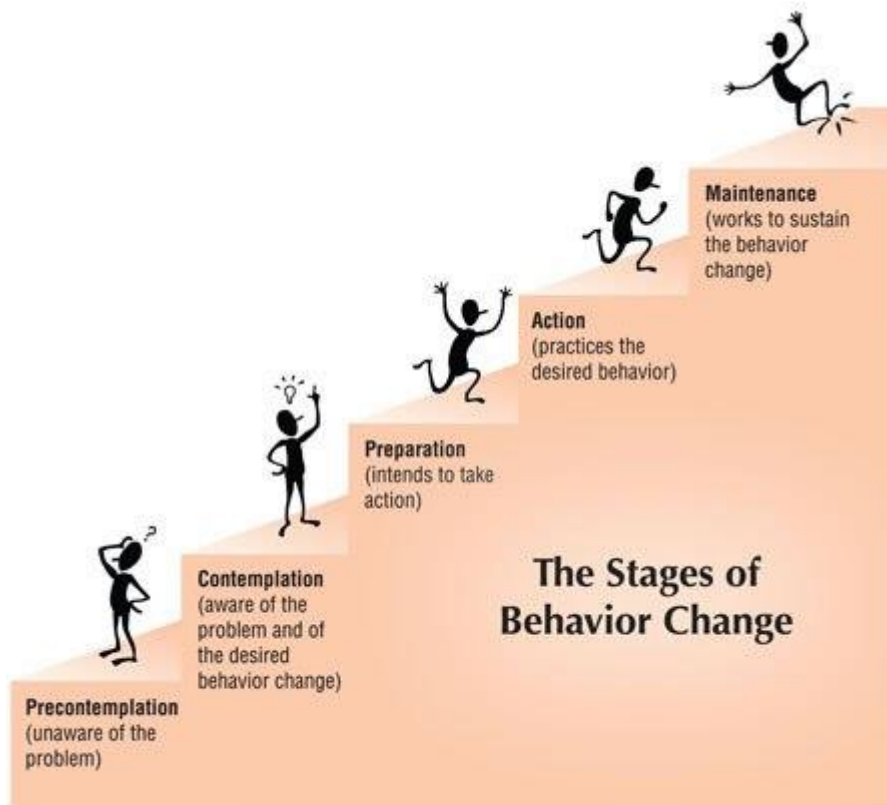 Maintenance
(works to sustain
the behavior
change)
Action
(practices the
desired behavior)
Preparation
(intends to take
action)
Contemplation
(aware of the
problem and of
the desired
behavior change)
Precontemplation
(unaware of the
problem)
The Stages of
Behavior Change
?